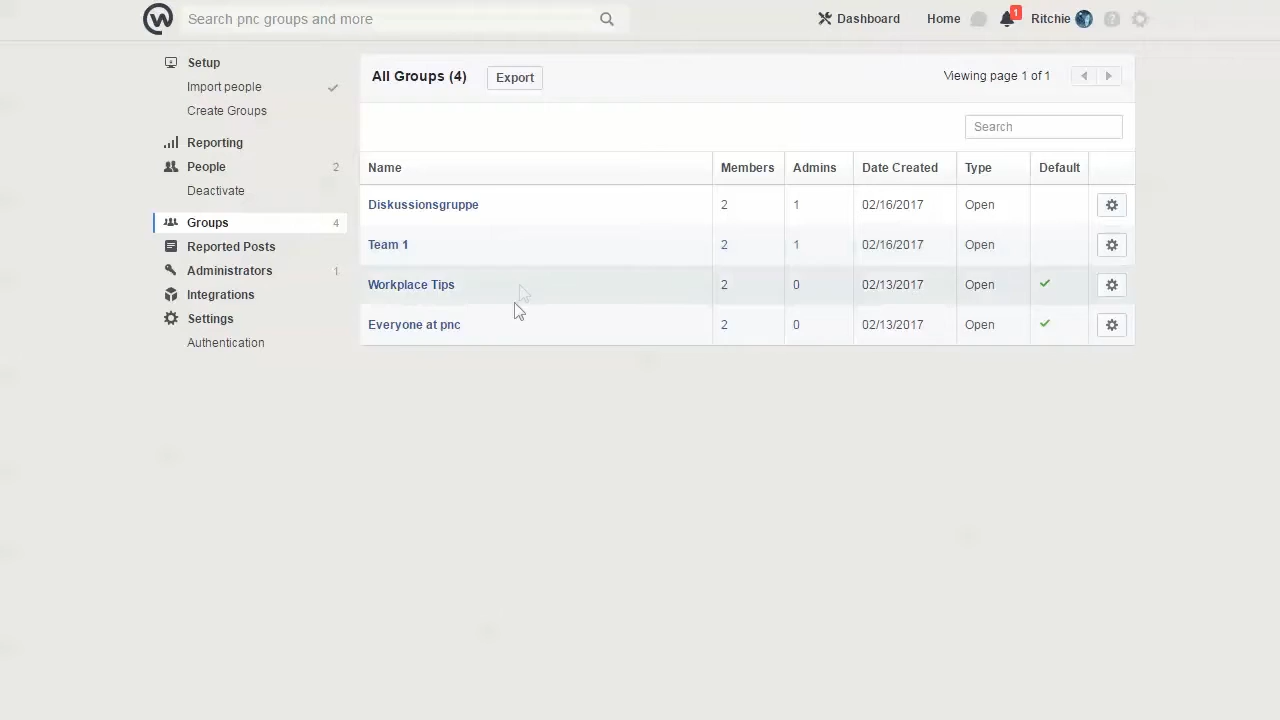 Search pnc groups and more
Dashboard
Home
1
Ritchie
Setup
Import people
Create Groups
Reporting
People 2
Deactivate
Groups 4
Reported Posts
Administrators 1
Integrations
Settings
Authentication
All Groups (4)
Export
Viewing page 1 of 1
Search
Name Members Admins Date Created Type Default
Diskussionsgruppe 2 1 02/16/2017 Open
Team 1 2 1 02/16/2017 Open
Workplace Tips 2 0 02/13/2017 Open
Everyone at pnc 2 0 02/13/2017 Open